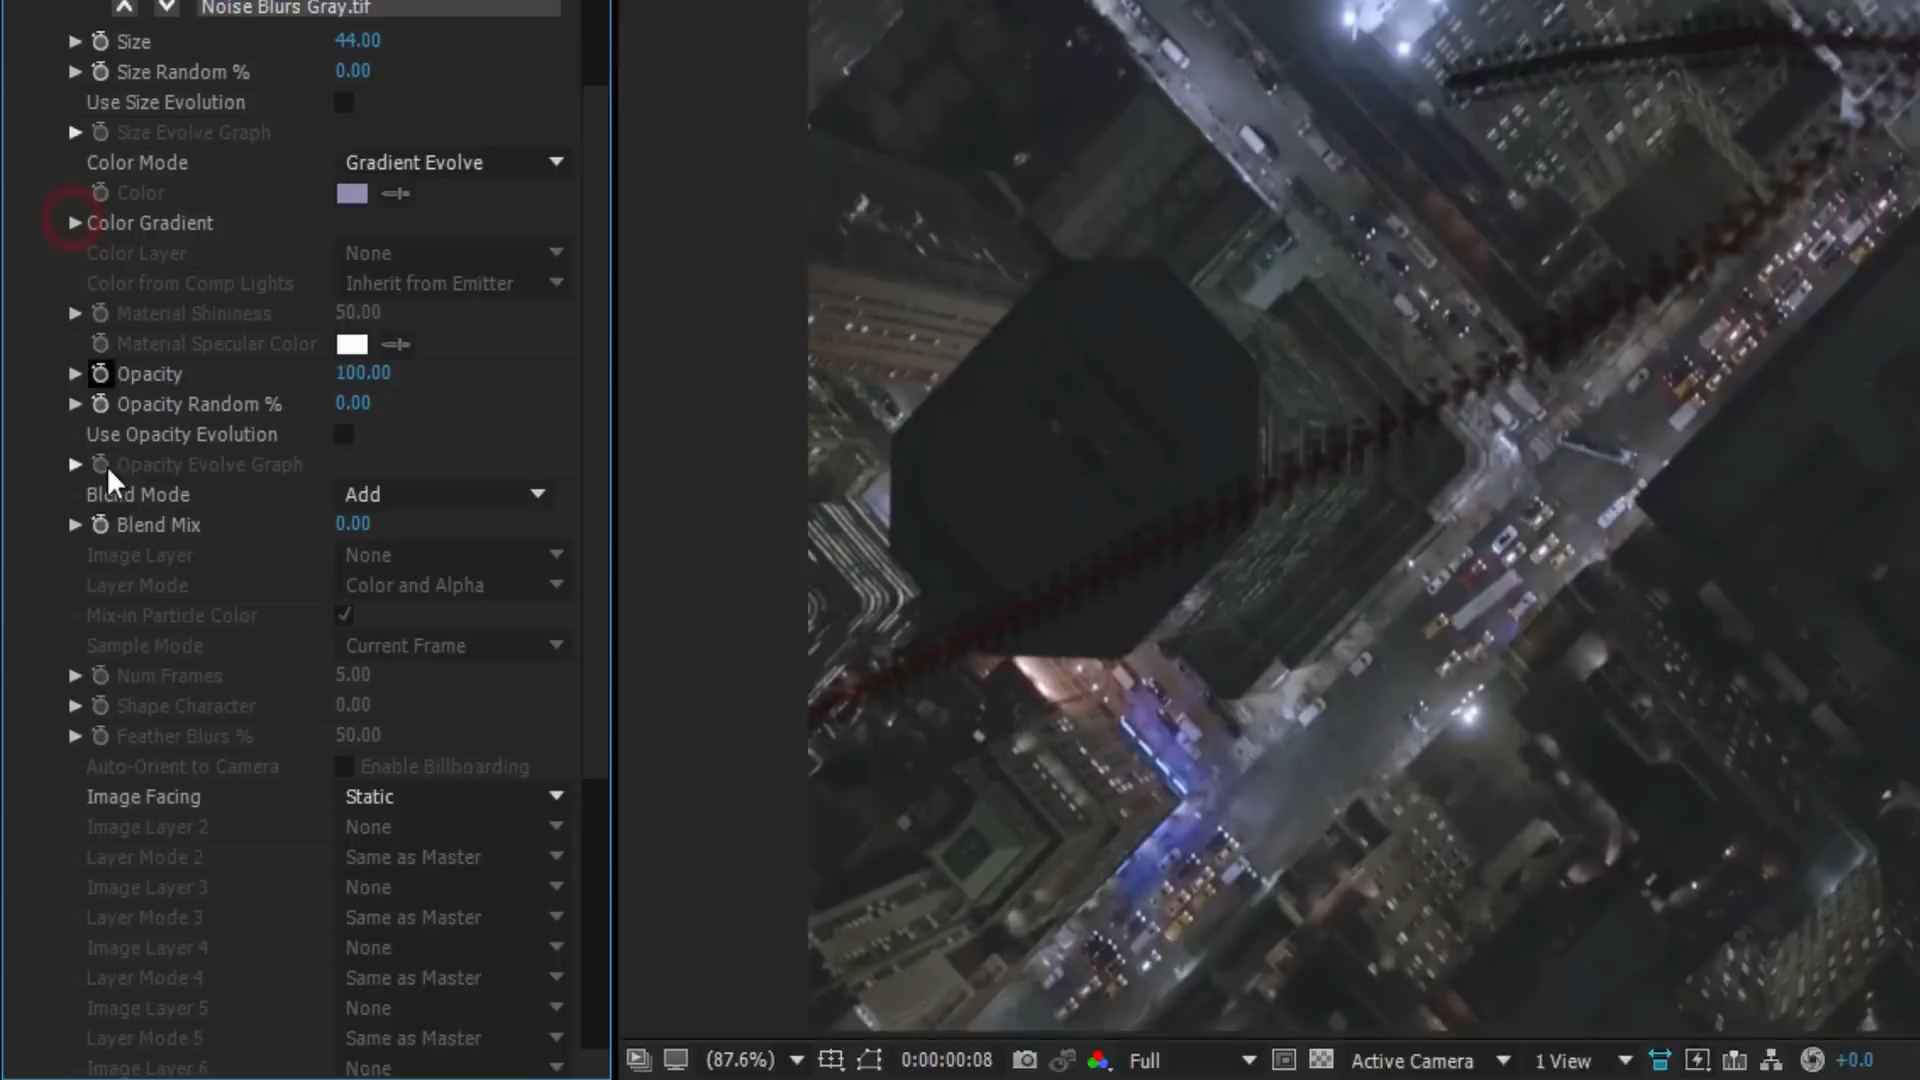 Noise Blurs Gray.tif
Size 44.00
Size Random % 0.00
Use Size Evolution
Size Evolve Graph
Color Mode Gradient Evolve
Color
Color Gradient
Color Layer None
Color from Comp Lights Inherit from Emitter
Material Shininess 50.00
Material Specular Color
Opacity 100.00
Opacity Random % 0.00
Use Opacity Evolution
Opacity Evolve Graph
Blend Mode Add
Blend Mix 0.00
Image Layer None
Layer Mode Color and Alpha
Mix-in Particle Color
Sample Mode Current Frame
Num Frames 5.00
Shape Character 0.00
Feather Blurs % 50.00
Auto-Orient to Camera Enable Billboarding
Image Facing Static
Image Layer 2 None
Layer Mode 2 Same as Master
Image Layer 3 None
Layer Mode 3 Same as Master
Image Layer 4 None
Layer Mode 4 Same as Master
Image Layer 5 None
Layer Mode 5 Same as Master
Image Layer 6 None
(87.6%) 0:00:00:08 Full Active Camera 1 View +0.0